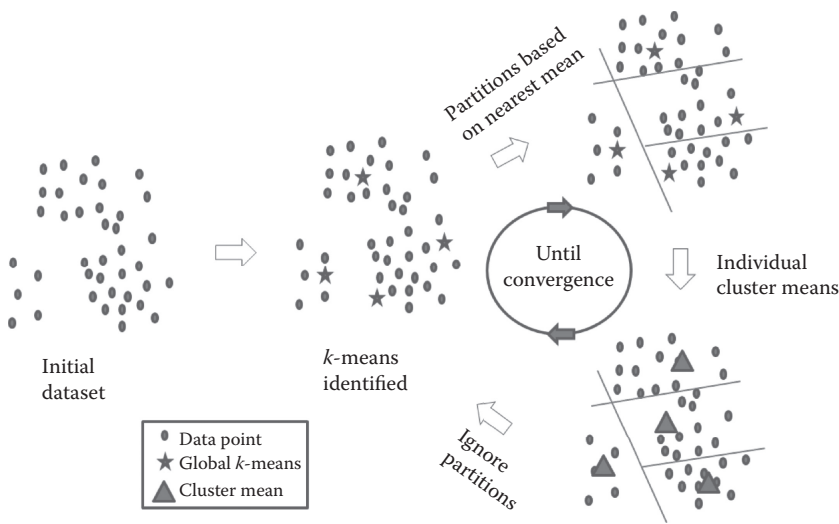 Partitions based
on nearest mean
Until
convergence
Individual
cluster means
Initial
dataset
k-means
identified
Ignore
partitions
Data point
Global k-means
Cluster mean